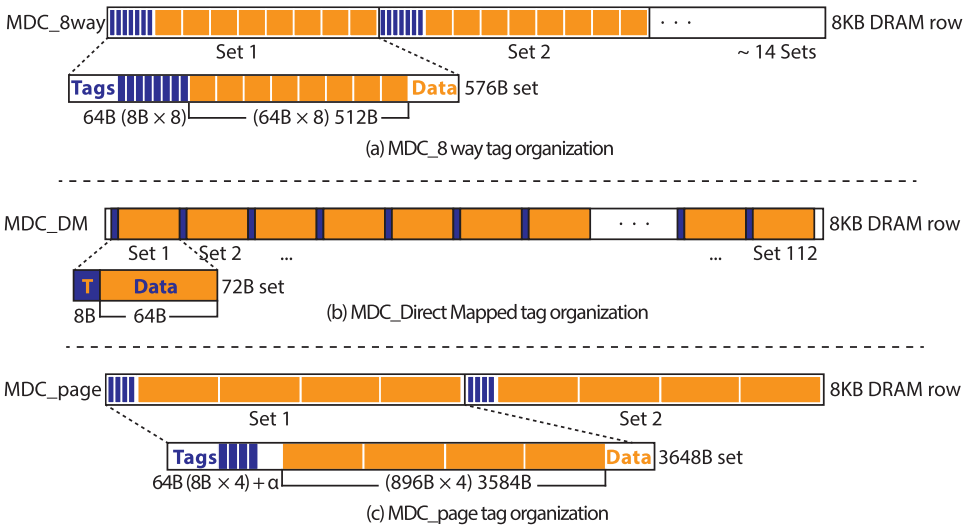 MDC_8way
· · ·
8KB DRAM row
Set 1
Set 2
~ 14 Sets
Tags
Data
576B set
64B (8B × 8)
(64B × 8) 512B
(a) MDC_8 way tag organization
MDC_DM
· · ·
8KB DRAM row
Set 1
Set 2
...
...
Set 112
T
Data
72B set
8B
64B
(b) MDC_Direct Mapped tag organization
MDC_page
8KB DRAM row
Set 1
Set 2
Tags
Data
3648B set
64B (8B × 4) + α
(896B × 4) 3584B
(c) MDC_page tag organization